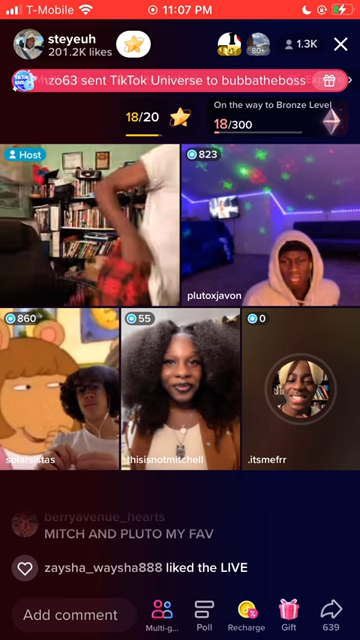 T-Mobile
11:07 PM
steyeuh
201.2K likes
80+
1.3K
zo63 sent TikTok Universe to bubbatheboss
18/20
On the way to Bronze Level
18/300
Host
823
plutoxjavon
860
55
0
solarsistas
thisisnotmitchell
.itsmefrr
berryavenue_hearts
MITCH AND PLUTO MY FAV
zaysha_waysha888 liked the LIVE
Add comment
Multi-g...
Poll
Recharge
Gift
639